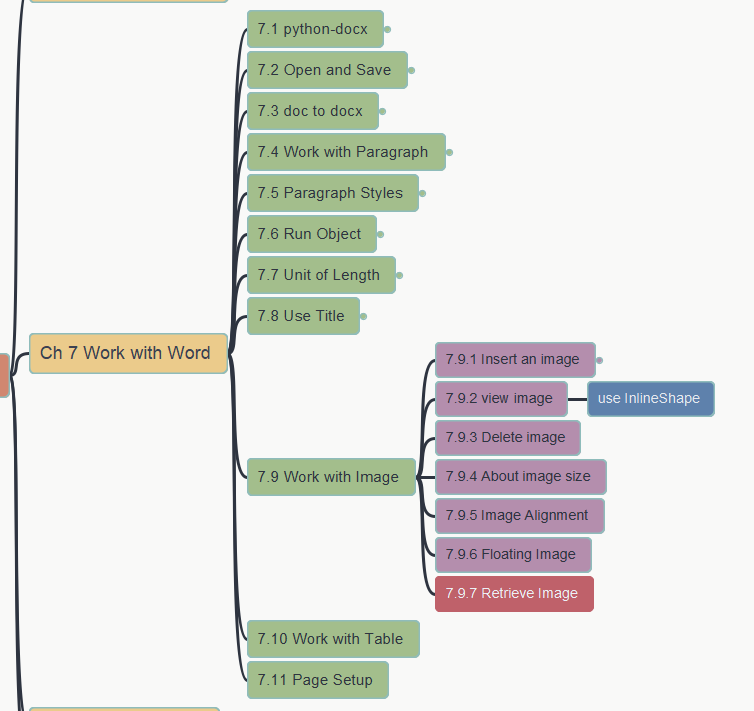 7.1 python-docx
7.2 Open and Save
7.3 doc to docx
7.4 Work with Paragraph
7.5 Paragraph Styles
7.6 Run Object
7.7 Unit of Length
7.8 Use Title
Ch 7 Work with Word
7.9 Work with Image
7.9.1 Insert an image
7.9.2 view image
use InlineShape
7.9.3 Delete image
7.9.4 About image size
7.9.5 Image Alignment
7.9.6 Floating Image
7.9.7 Retrieve Image
7.10 Work with Table
7.11 Page Setup